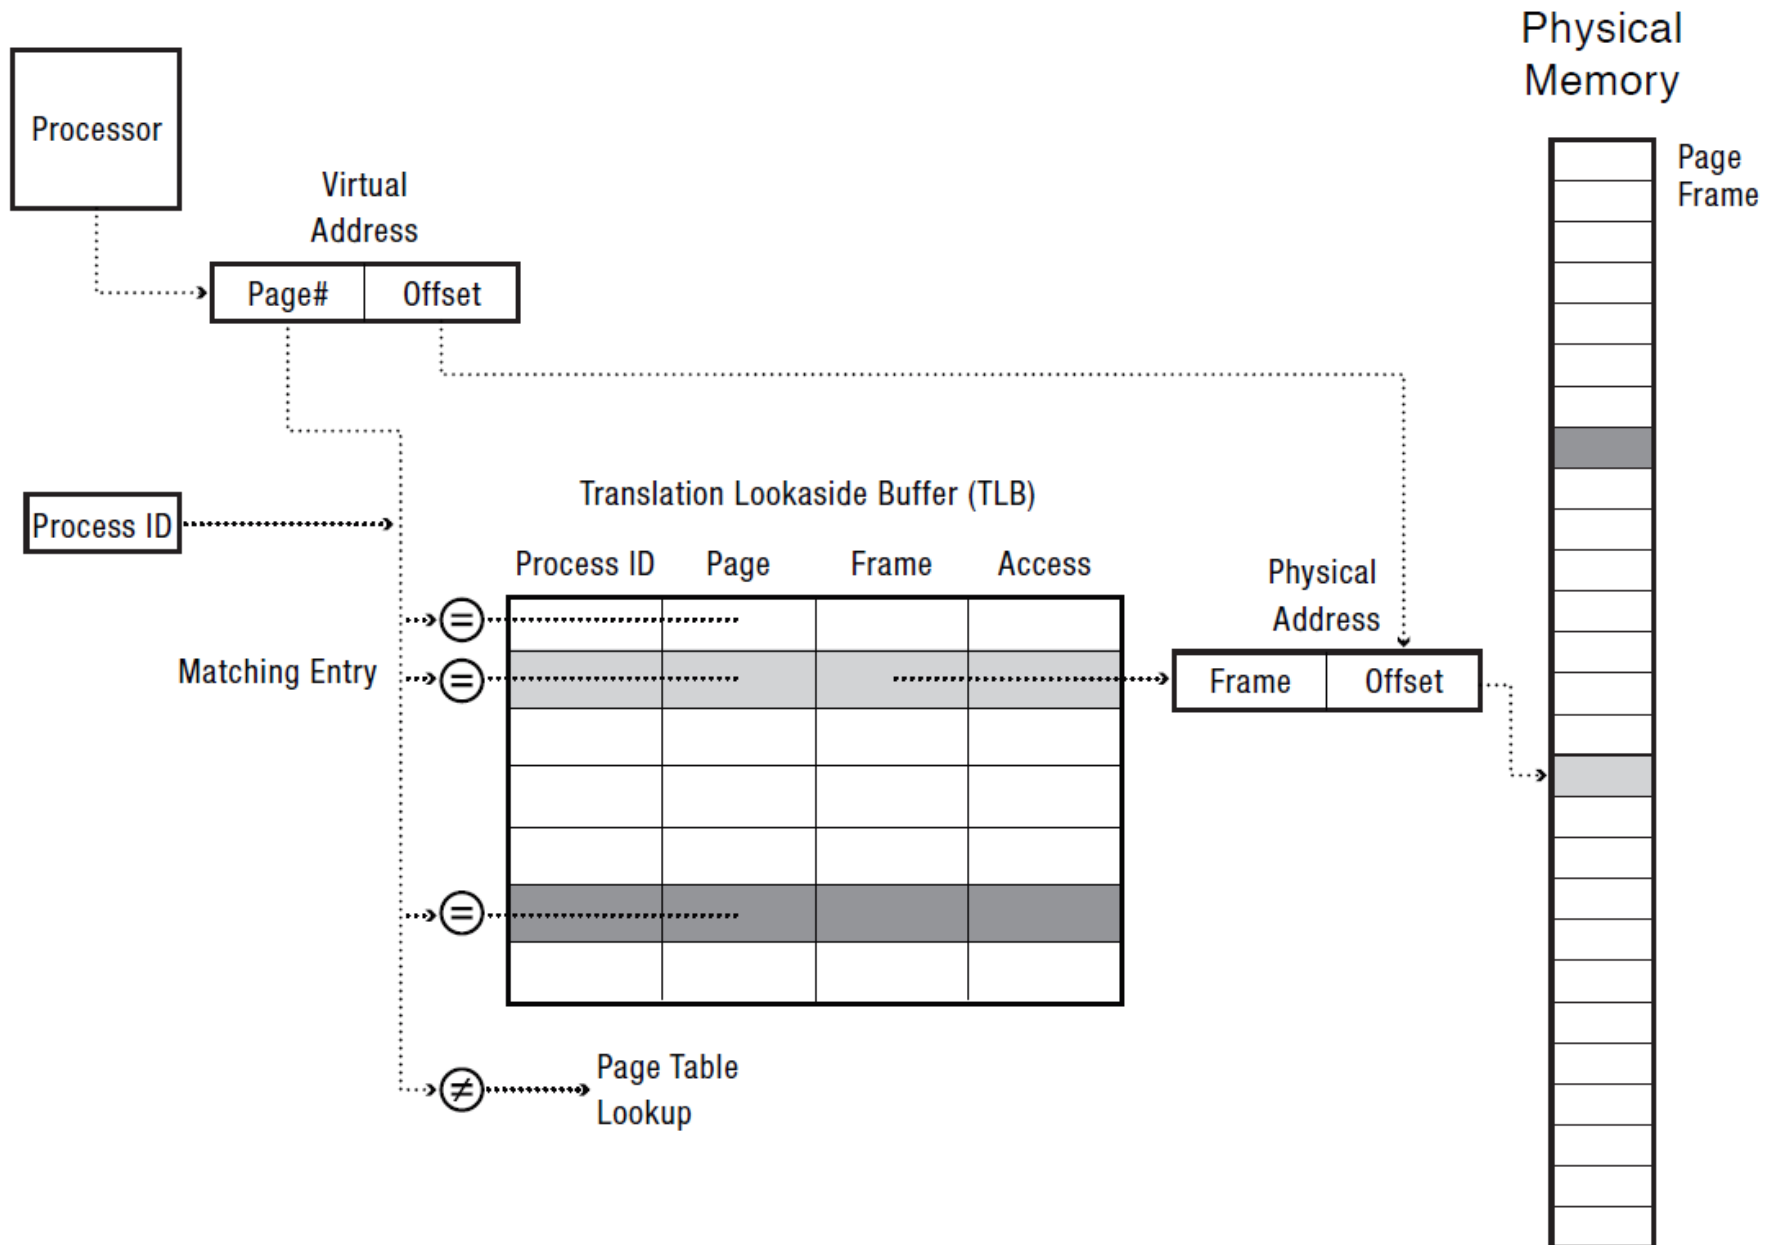 Physical
Memory
Processor
Page
Frame
Virtual
Address
Page#
Offset
Translation Lookaside Buffer (TLB)
Process ID
Process ID
Page
Frame
Access
Physical
Address
=
Matching Entry
=
Frame
Offset
=
≠
Page Table
Lookup